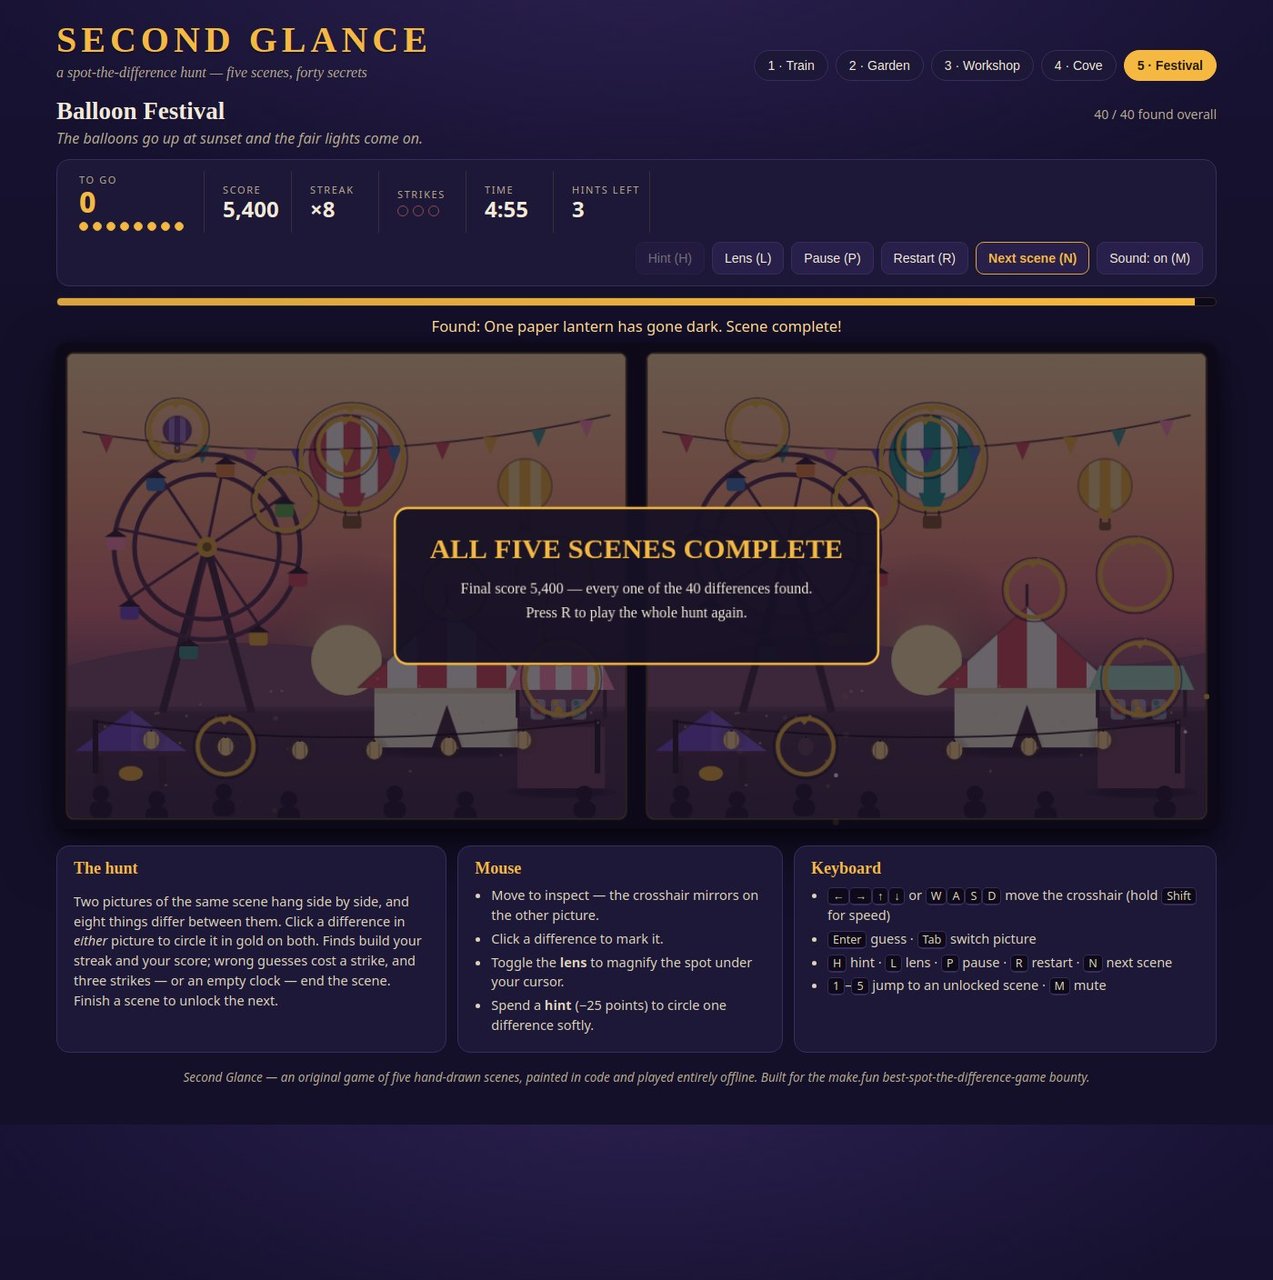 SECOND GLANCE
a spot-the-difference hunt — five scenes, forty secrets
1 · Train
2 · Garden
3 · Workshop
4 · Cove
5 · Festival
Balloon Festival
40 / 40 found overall
The balloons go up at sunset and the fair lights come on.
TO GO
0
SCORE
5,400
STREAK
×8
STRIKES
TIME
4:55
HINTS LEFT
3
Hint (H)
Lens (L)
Pause (P)
Restart (R)
Next scene (N)
Sound: on (M)
Found: One paper lantern has gone dark. Scene complete!
ALL FIVE SCENES COMPLETE
Final score 5,400 — every one of the 40 differences found.
Press R to play the whole hunt again.
The hunt
Two pictures of the same scene hang side by side, and
eight things differ between them. Click a difference in
either picture to circle it in gold on both. Finds build your
streak and your score; wrong guesses cost a strike, and
three strikes — or an empty clock — end the scene.
Finish a scene to unlock the next.
Mouse
• Move to inspect — the crosshair mirrors on
the other picture.
• Click a difference to mark it.
• Toggle the lens to magnify the spot under
your cursor.
• Spend a hint (−25 points) to circle one
difference softly.
Keyboard
• ← → ↑ ↓ or W A S D move the crosshair (hold Shift
for speed)
• Enter guess · Tab switch picture
• H hint · L lens · P pause · R restart · N next scene
• 1–5 jump to an unlocked scene · M mute
Second Glance — an original game of five hand-drawn scenes, painted in code and played entirely offline. Built for the make.fun best-spot-the-difference-game bounty.